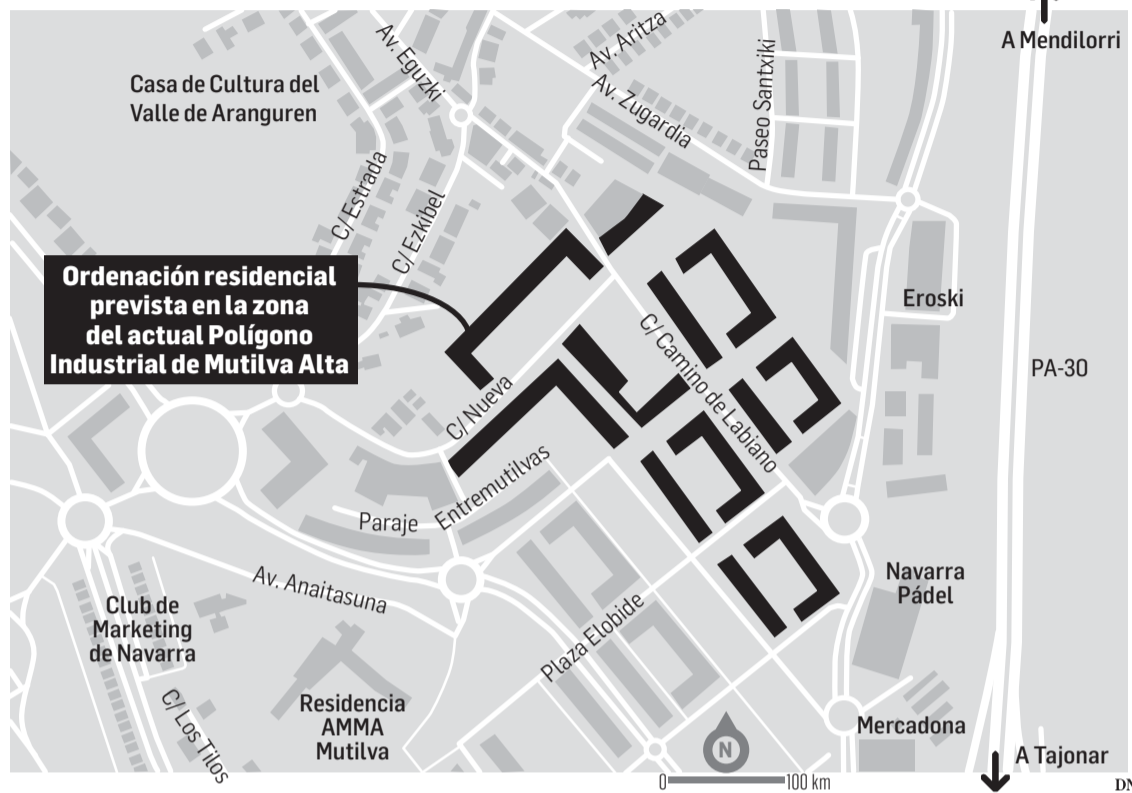 A Mendilorri
Av. Aritza
Av. Eguzki
Paseo Santxiki
Casa de Cultura del
Valle de Aranguren
Av. Zugardia
C/ Estrada
C/ Ezkibel
Ordenación residencial
prevista en la zona
del actual Polígono
Industrial de Mutilva Alta
Eroski
C/ Camino de Labiano
PA-30
C/ Nueva
Entremutilvas
Paraje
Av. Anaitasuna
Navarra
Pádel
Club de
Marketing
de Navarra
Plaza Elobide
C/ Los Tilos
Residencia
AMMA
Mutilva
Mercadona
N
A Tajonar
0
100 km
DN